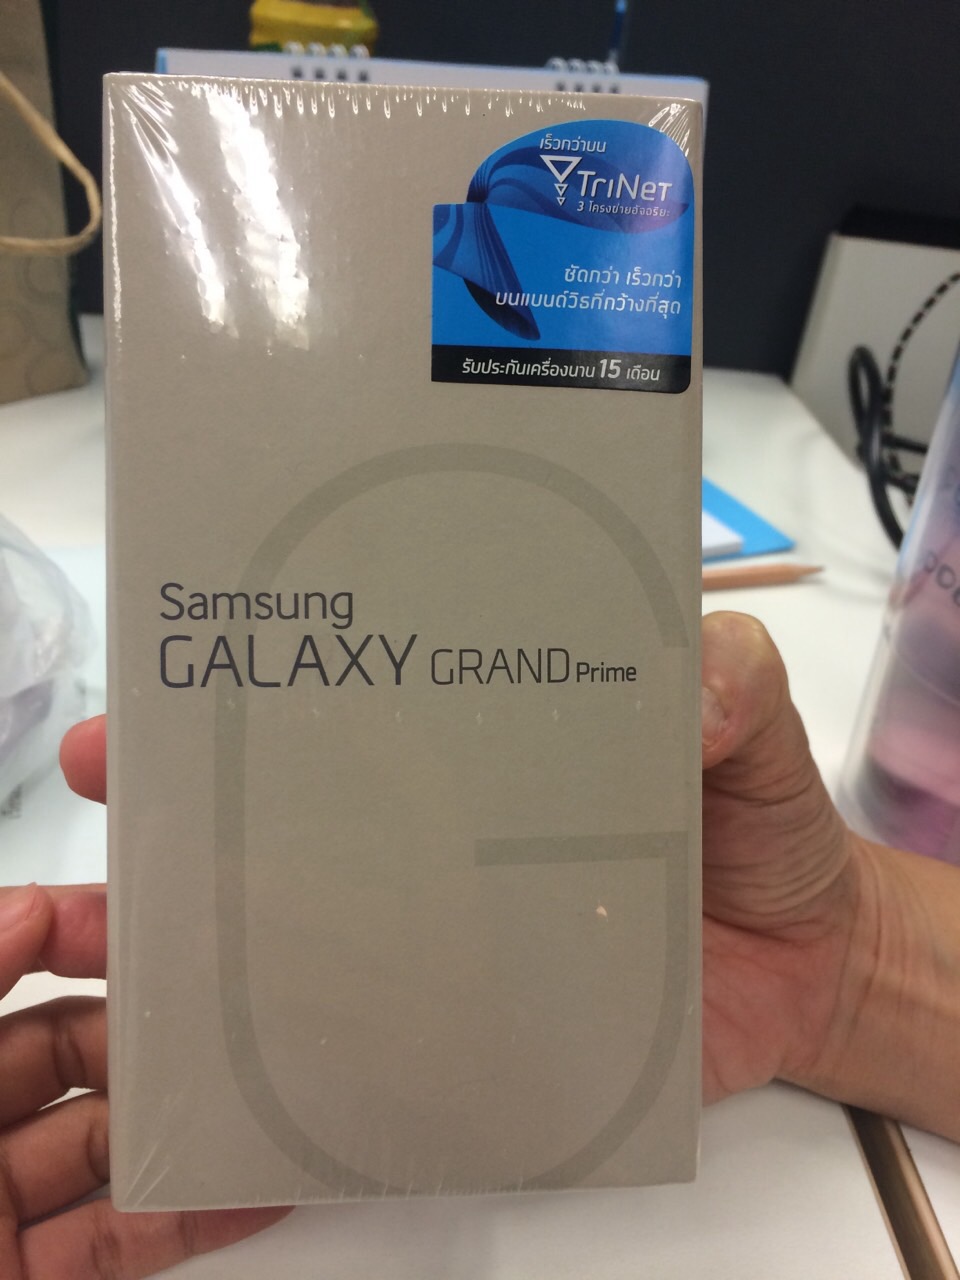 เร็วกว่าบน
TriNet
3 โครงข่ายอัจฉริยะ
ชัดกว่า เร็วกว่า
บนแบนด์วิธที่กว้างที่สุด
รับประกันเครื่องนาน 15 เดือน
Samsung
GALAXY GRAND Prime